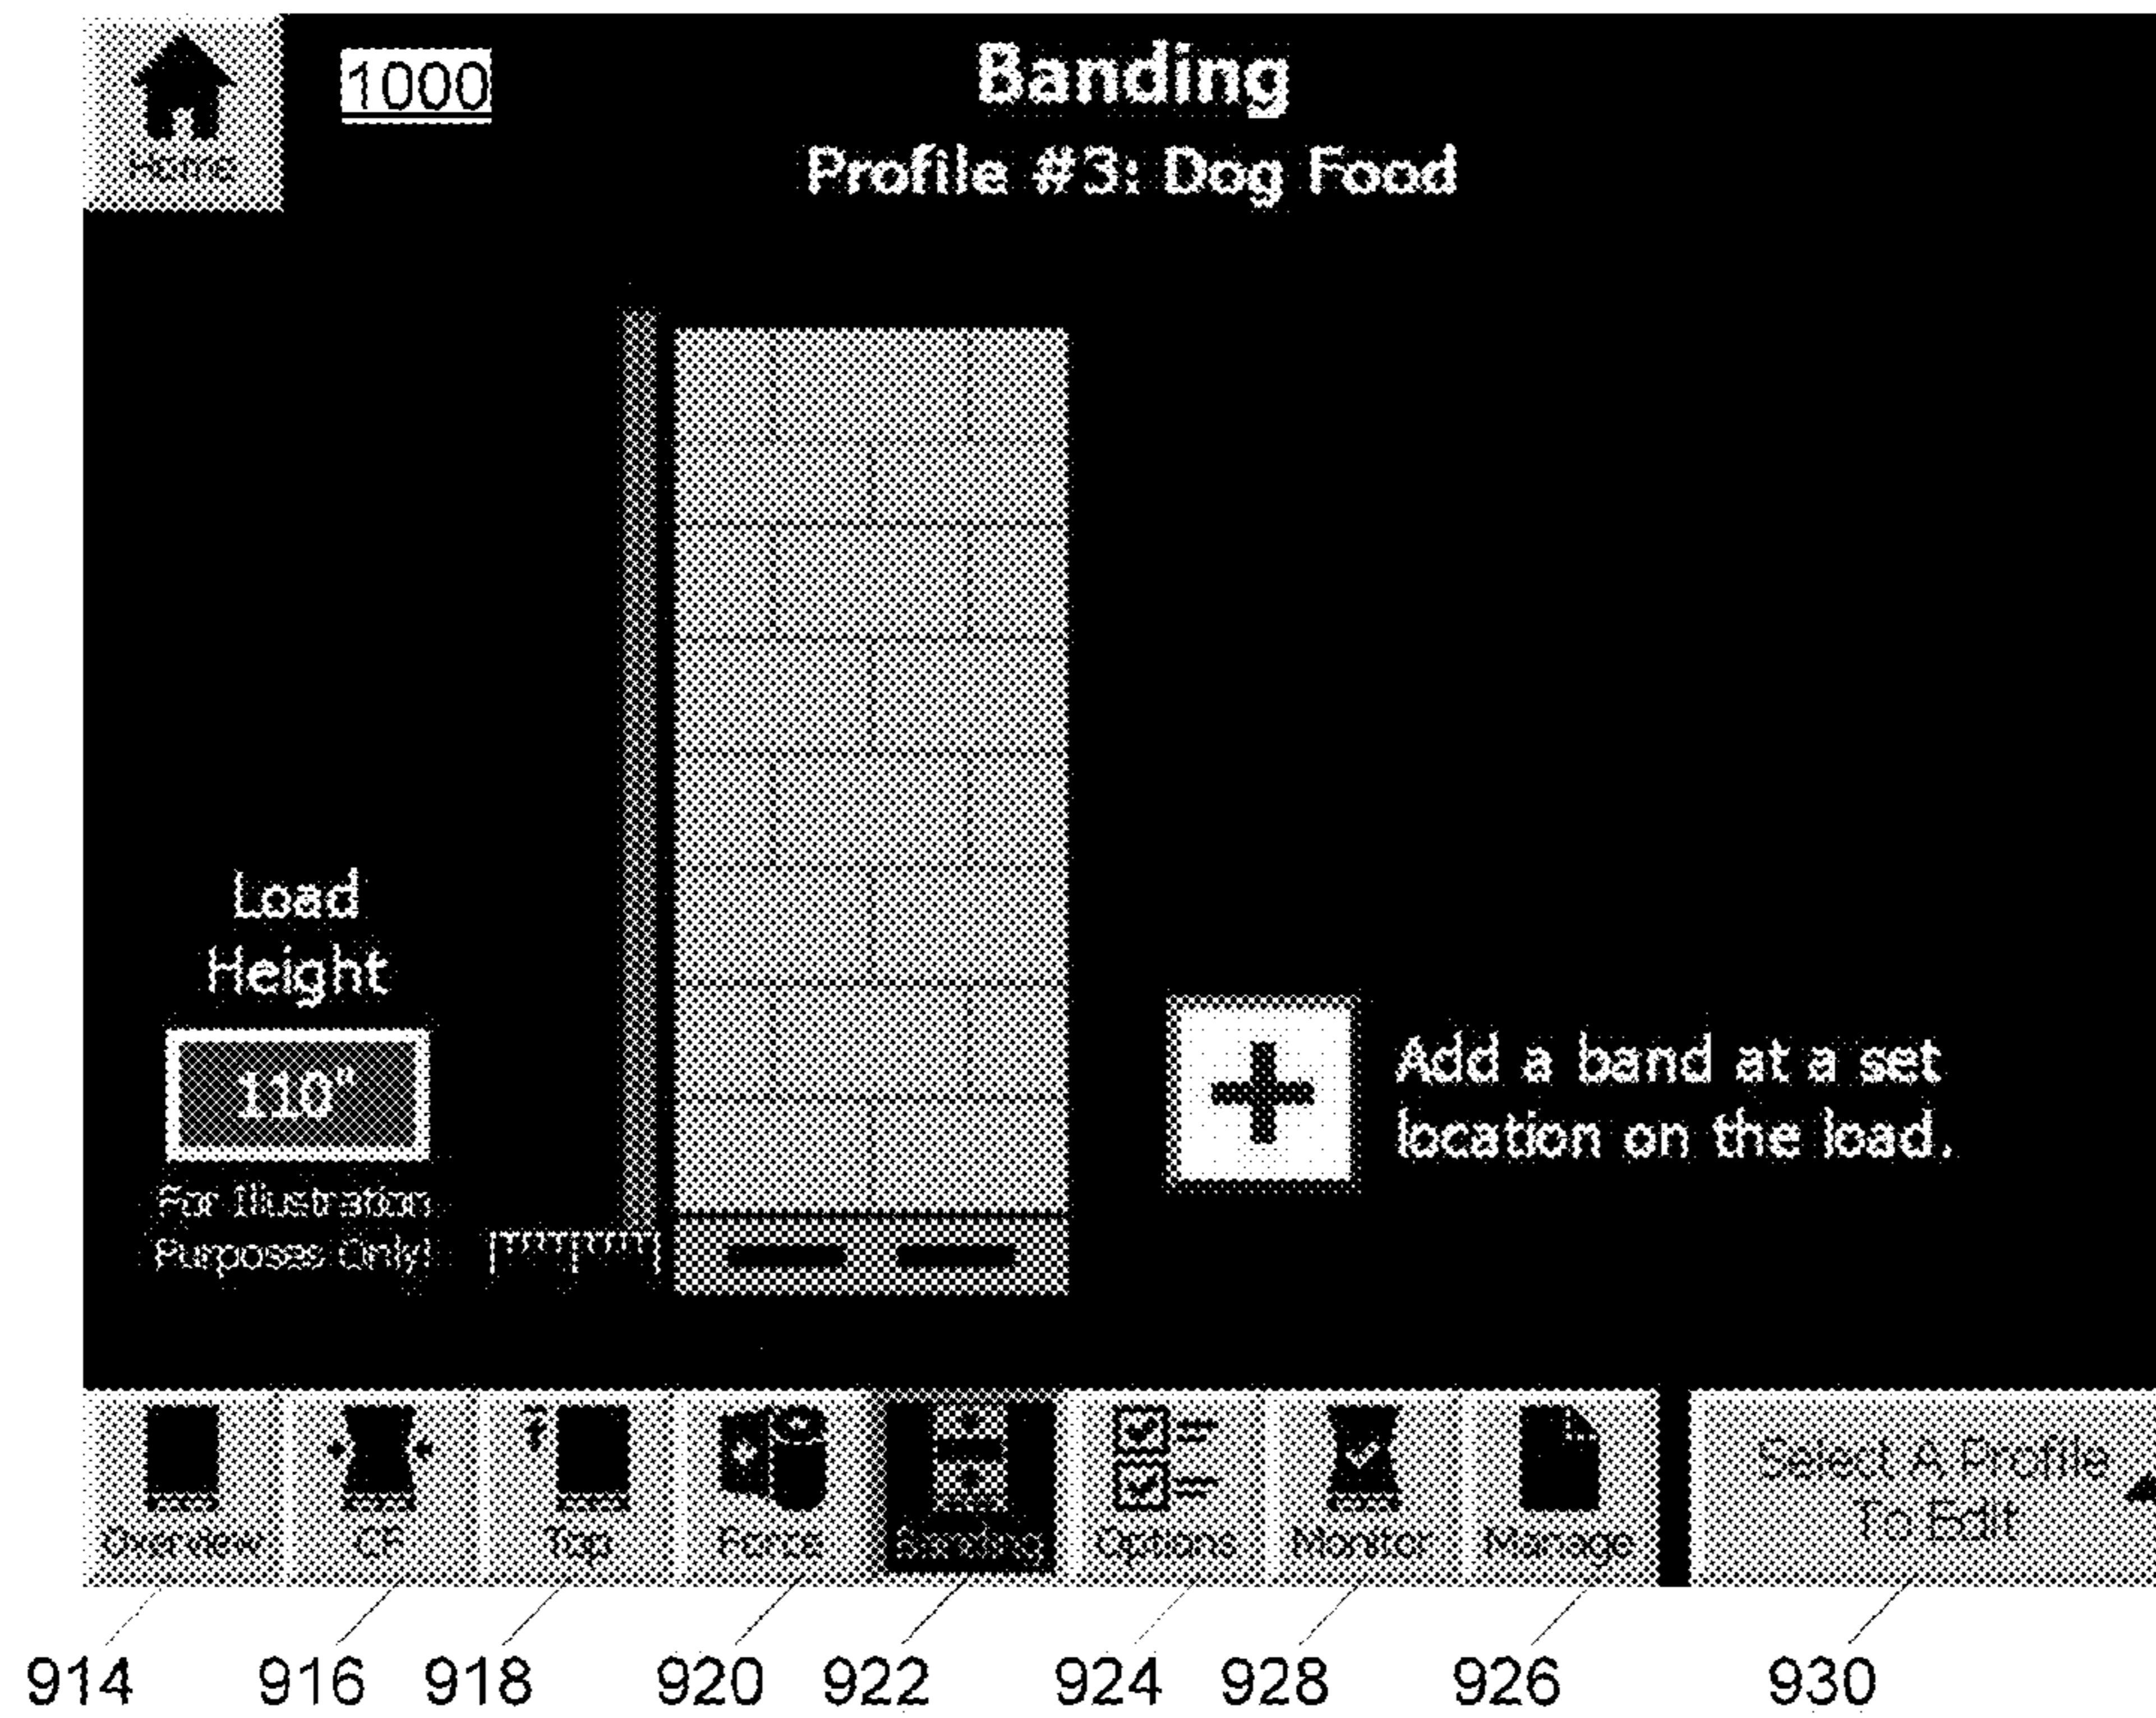 Home
1000
Banding
Profile #3: Dog Food
Load
Height
110"
For Illustration
Purposes Only!
Add a band at a set
location on the load.
Overview
CF
Top
Force
Banding
Options
Monitor
Manage
Select A Profile
To Edit
914
916
918
920
922
924
928
926
930